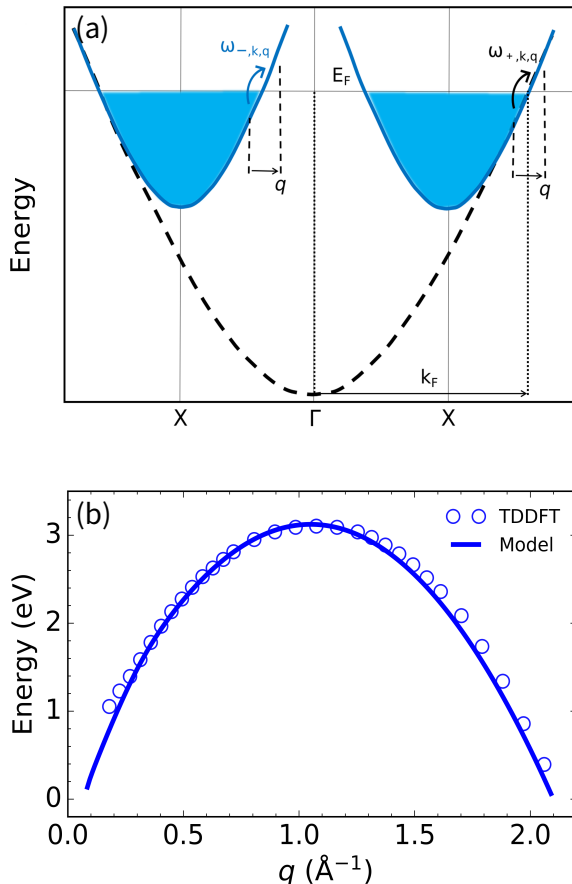 (a)
ω₋,k,q
ω₊,k,q
E_F
q
q
Energy
k_F
X
Γ
X
(b)
TDDFT
Model
3
2
1
0
Energy (eV)
0.0
0.5
1.0
1.5
2.0
q (Å⁻¹)